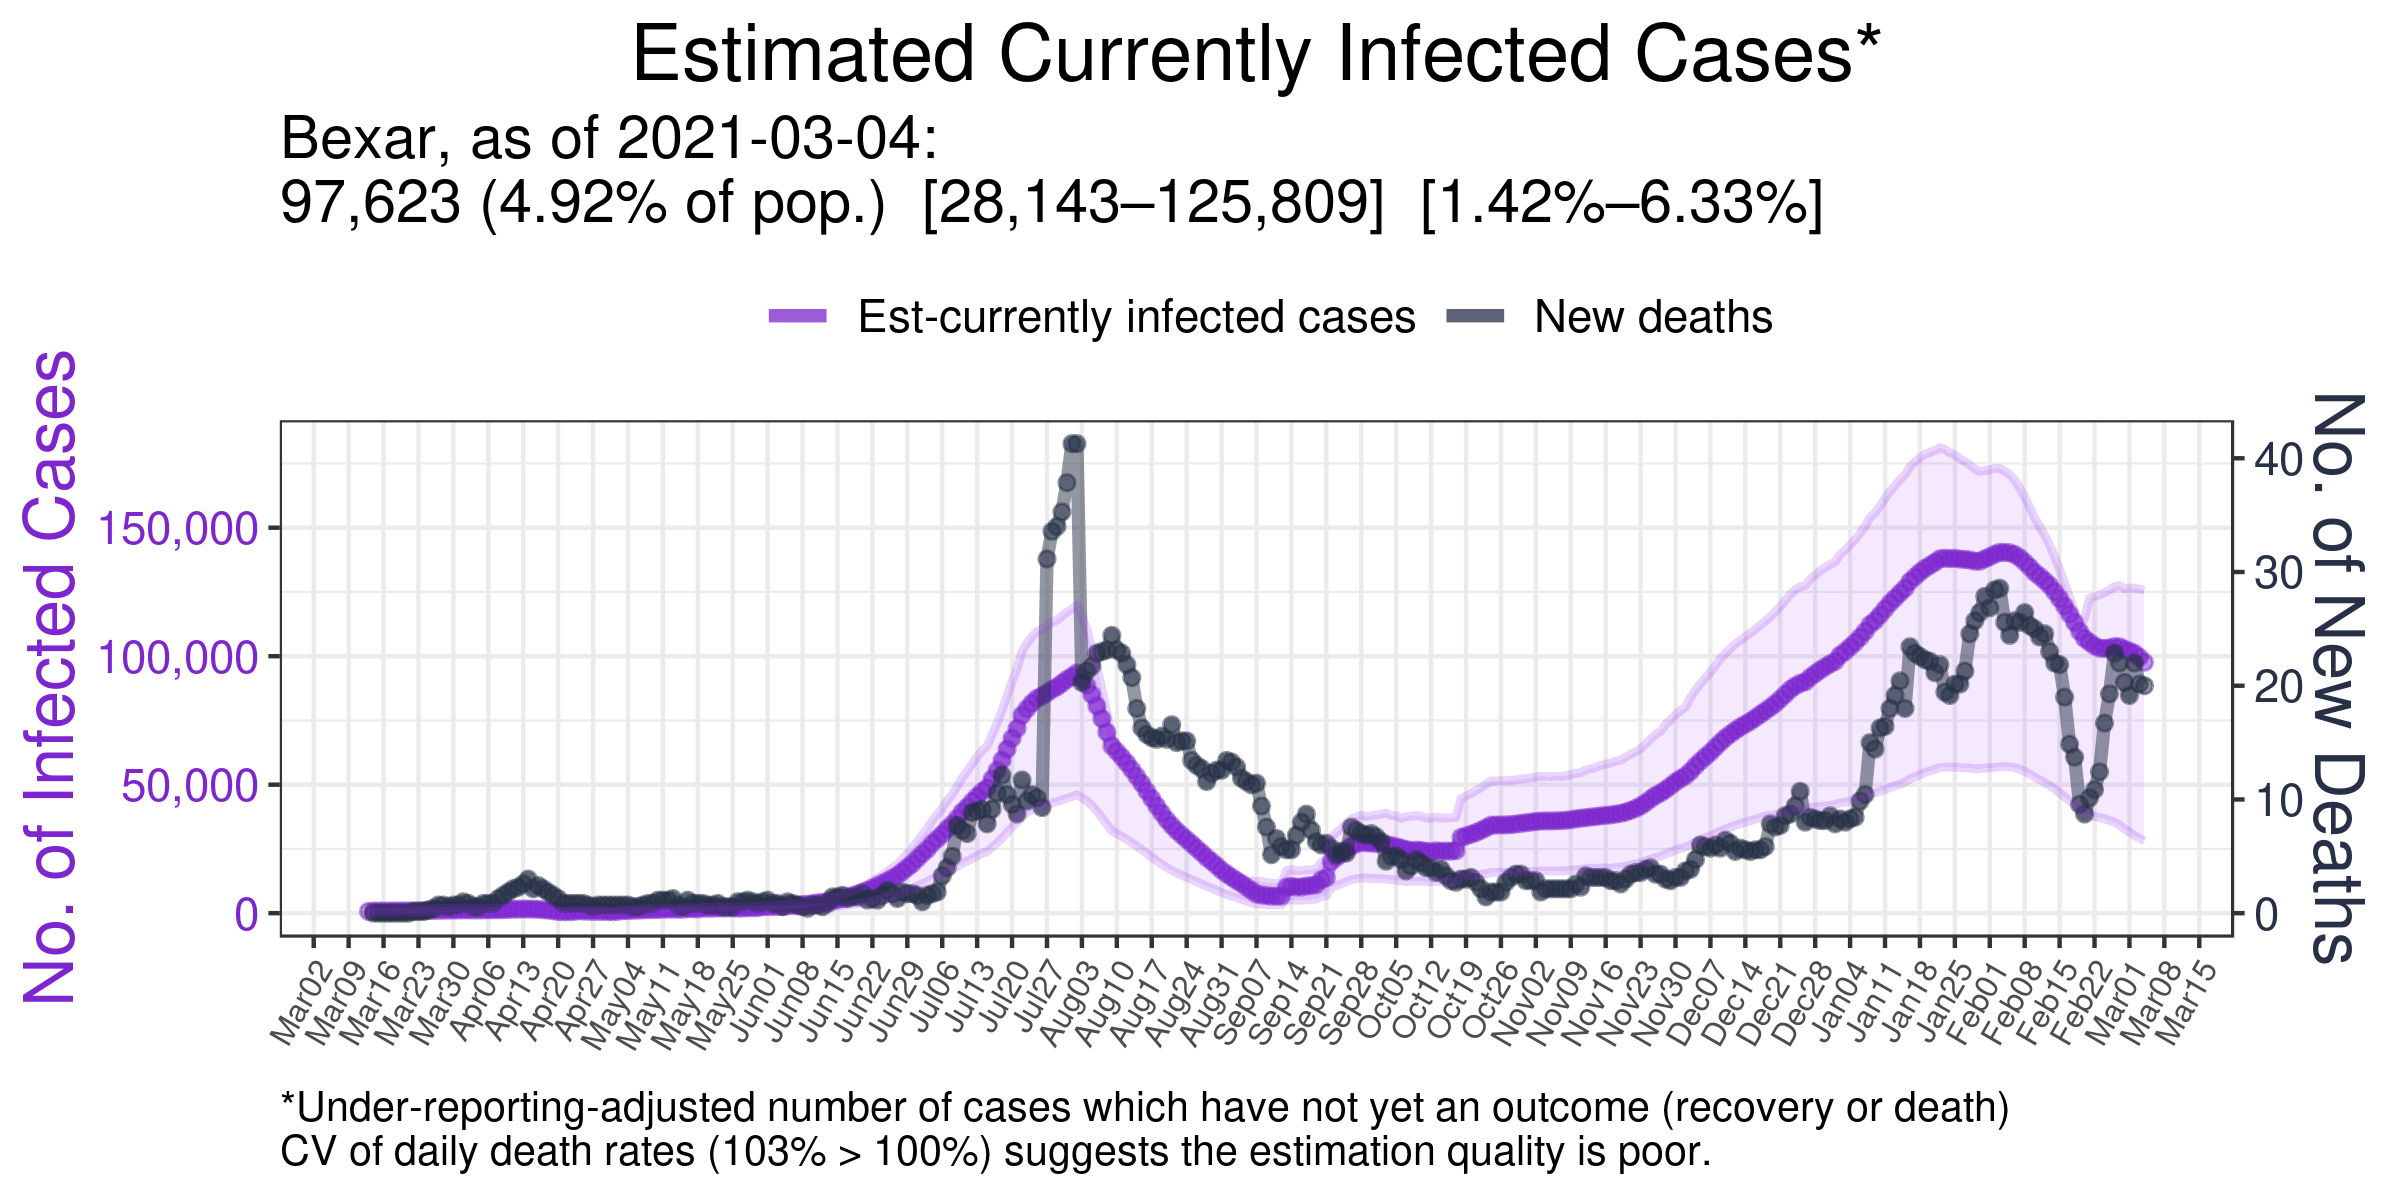 Estimated Currently Infected Cases*
Bexar, as of 2021-03-04:
97,623 (4.92% of pop.) [28,143–125,809] [1.42%–6.33%]
Est-currently infected cases New deaths
No. of Infected Cases
150,000
100,000
50,000
0
40
30
20
10
0
No. of New Deaths
Mar02 Mar09 Mar16 Mar23 Mar30 Apr06 Apr13 Apr20 Apr27 May04 May11 May18 May25 Jun01 Jun08 Jun15 Jun22 Jun29 Jul06 Jul13 Jul20 Jul27 Aug03 Aug10 Aug17 Aug24 Aug31 Sep07 Sep14 Sep21 Sep28 Oct05 Oct12 Oct19 Oct26 Nov02 Nov09 Nov16 Nov23 Nov30 Dec07 Dec14 Dec21 Dec28 Jan04 Jan11 Jan18 Jan25 Feb01 Feb08 Feb15 Feb22 Mar01 Mar08 Mar15
*Under-reporting-adjusted number of cases which have not yet an outcome (recovery or death)
CV of daily death rates (103% > 100%) suggests the estimation quality is poor.